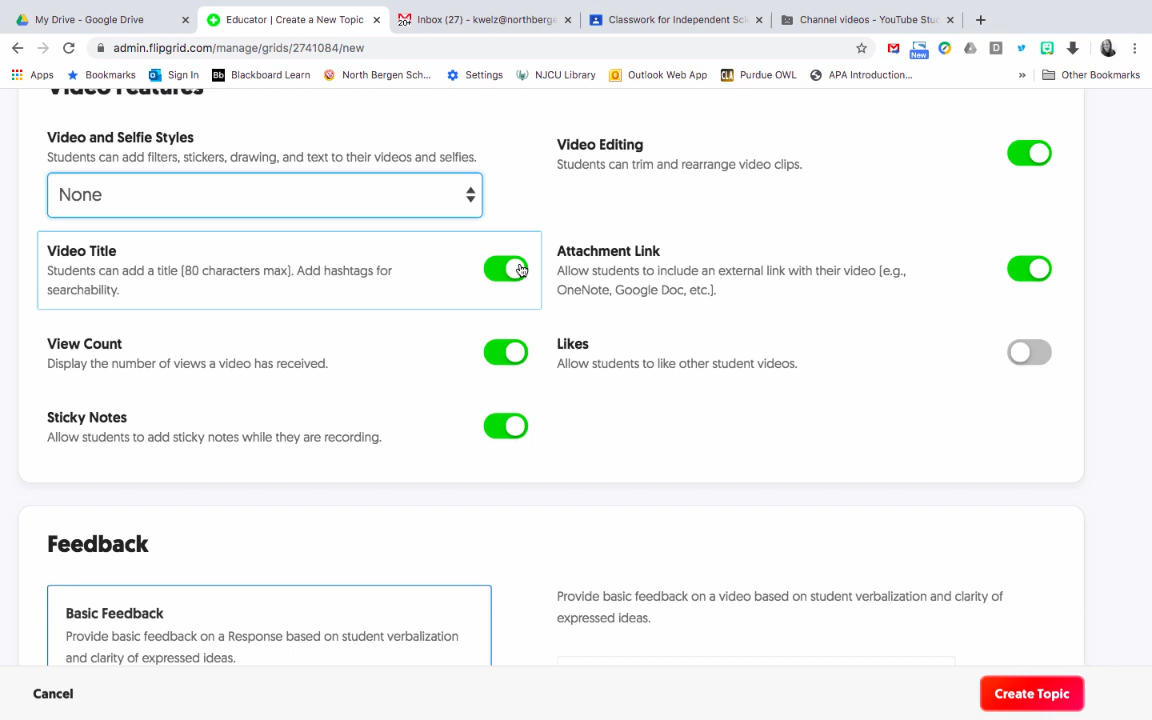 My Drive - Google Drive
Educator | Create a New Topic
Inbox (27) - kwelz@northberge
Classwork for Independent Sci
Channel videos - YouTube Stud
admin.flipgrid.com/manage/grids/2741084/new
New
D
Apps
Bookmarks
Sign In
Bb
Blackboard Learn
North Bergen Sch...
Settings
NJCU Library
Outlook Web App
Purdue OWL
APA Introduction...
»
Other Bookmarks
Video Features
Video and Selfie Styles
Students can add filters, stickers, drawing, and text to their videos and selfies.
None
Video Editing
Students can trim and rearrange video clips.
Video Title
Students can add a title (80 characters max). Add hashtags for
searchability.
Attachment Link
Allow students to include an external link with their video (e.g.,
OneNote, Google Doc, etc.).
View Count
Display the number of views a video has received.
Likes
Allow students to like other student videos.
Sticky Notes
Allow students to add sticky notes while they are recording.
Feedback
Basic Feedback
Provide basic feedback on a Response based on student verbalization
and clarity of expressed ideas.
Provide basic feedback on a video based on student verbalization and clarity of
expressed ideas.
Cancel
Create Topic